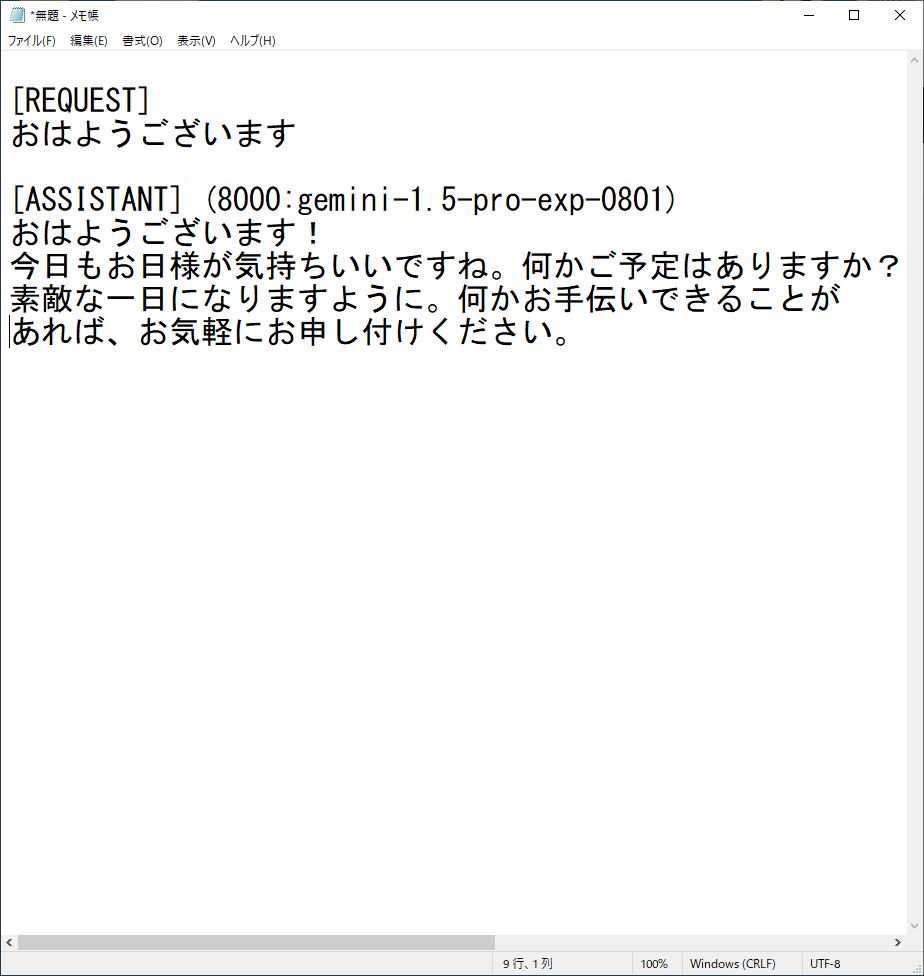 *無題 - メモ帳
ファイル(F) 編集(E) 書式(O) 表示(V) ヘルプ(H)
[REQUEST]
おはようございます
[ASSISTANT] (8000:gemini-1.5-pro-exp-0801)
おはようございます！
今日もお日様が気持ちいいですね。何かご予定はありますか？
素敵な一日になりますように。何かお手伝いできることが
あれば、お気軽にお申し付けください。
9 行、1 列 100% Windows (CRLF) UTF-8